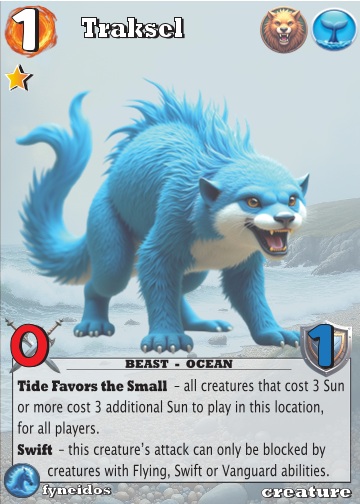 1 Traksel
0 1
BEAST - OCEAN
Tide Favors the Small - all creatures that cost 3 Sun
or more cost 3 additional Sun to play in this location,
for all players.
Swift - this creature's attack can only be blocked by
creatures with Flying, Swift or Vanguard abilities.
fyneidos creature